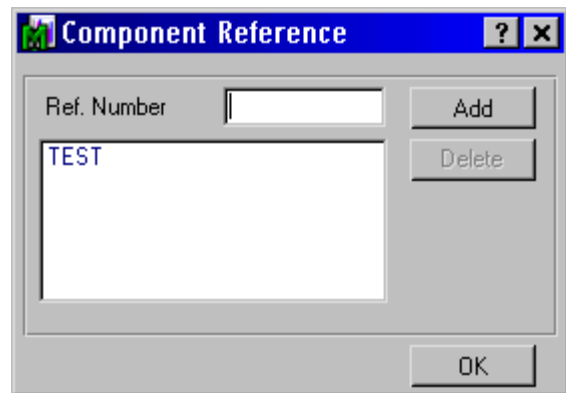 Component Reference ? ×
Ref. Number Add
TEST Delete
OK